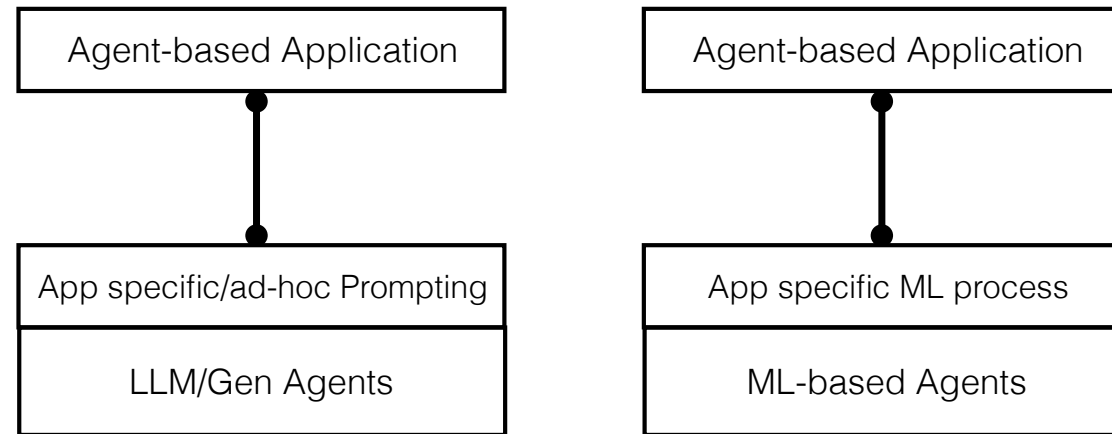 Agent-based Application
Agent-based Application
App specific/ad-hoc Prompting
App specific ML process
LLM/Gen Agents
ML-based Agents